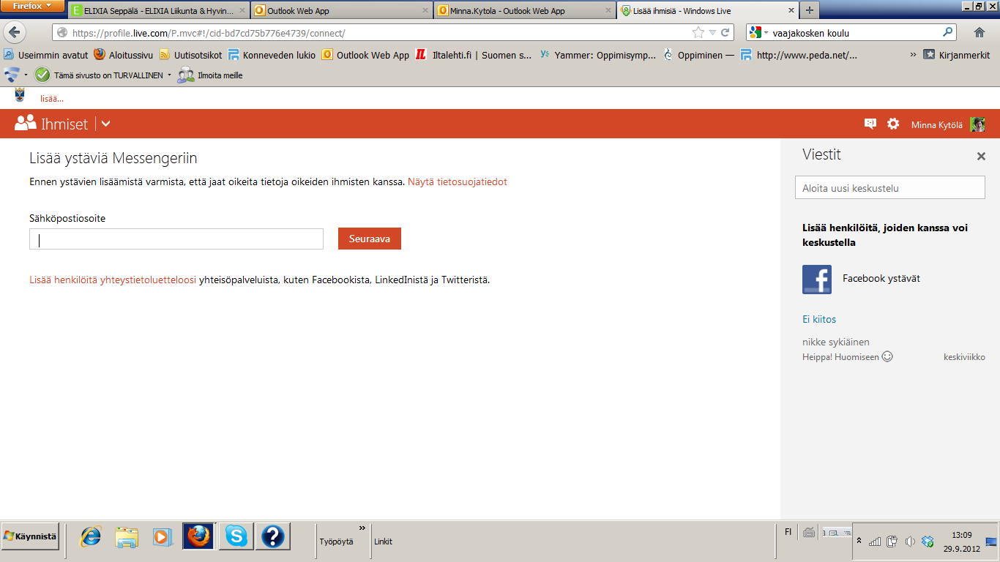 Firefox
ELIXIA Seppälä - ELIXIA Liikunta & Hyvin...
Outlook Web App
Minna.Kytola - Outlook Web App
Lisää ihmisiä - Windows Live
https://profile.live.com/P.mvc#!/cid-bd7cd75b776e4739/connect/
vaajakosken koulu
Useimmin avatut
Aloitussivu
Uutisotsikot
Konneveden lukio
Outlook Web App
Iltalehti.fi | Suomen s...
Yammer: Oppimisymp...
Oppiminen —
http://www.peda.net/...
»
Kirjanmerkit
Tämä sivusto on TURVALLINEN
Ilmoita meille
lisää...
Ihmiset
Minna Kytölä
Lisää ystäviä Messengeriin
Ennen ystävien lisäämistä varmista, että jaat oikeita tietoja oikeiden ihmisten kanssa. Näytä tietosuojatiedot
Sähköpostiosoite
Seuraava
Lisää henkilöitä yhteystietoluetteloosi yhteisöpalveluista, kuten Facebookista, LinkedInistä ja Twitteristä.
Viestit
Aloita uusi keskustelu
Lisää henkilöitä, joiden kanssa voi
keskustella
Facebook ystävät
Ei kiitos
nikke sykiäinen
Heippa! Huomiseen
keskiviikko
Käynnistä
Työpöytä
»
Linkit
FI
13:09
29.9.2012